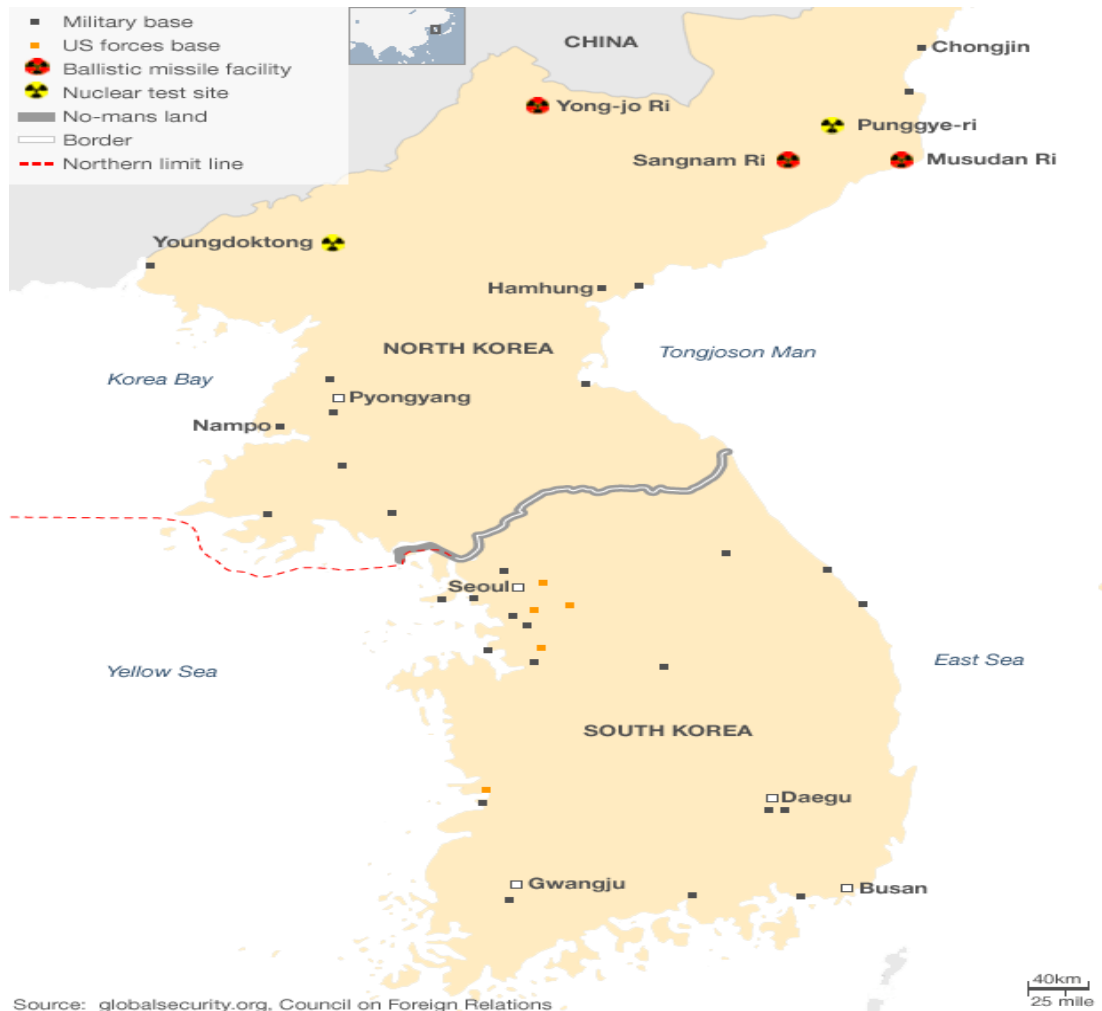 Military base
US forces base
Ballistic missile facility
Nuclear test site
No-mans land
Border
Northern limit line
CHINA
Chongjin
Yong-jo Ri
Punggye-ri
Sangnam Ri
Musudan Ri
Youngdoktong
Hamhung
NORTH KOREA
Tongjoson Man
Korea Bay
Pyongyang
Nampo
Seoul
Yellow Sea
East Sea
SOUTH KOREA
Daegu
Gwangju
Busan
40km
25 mile
Source: globalsecurity.org, Council on Foreign Relations